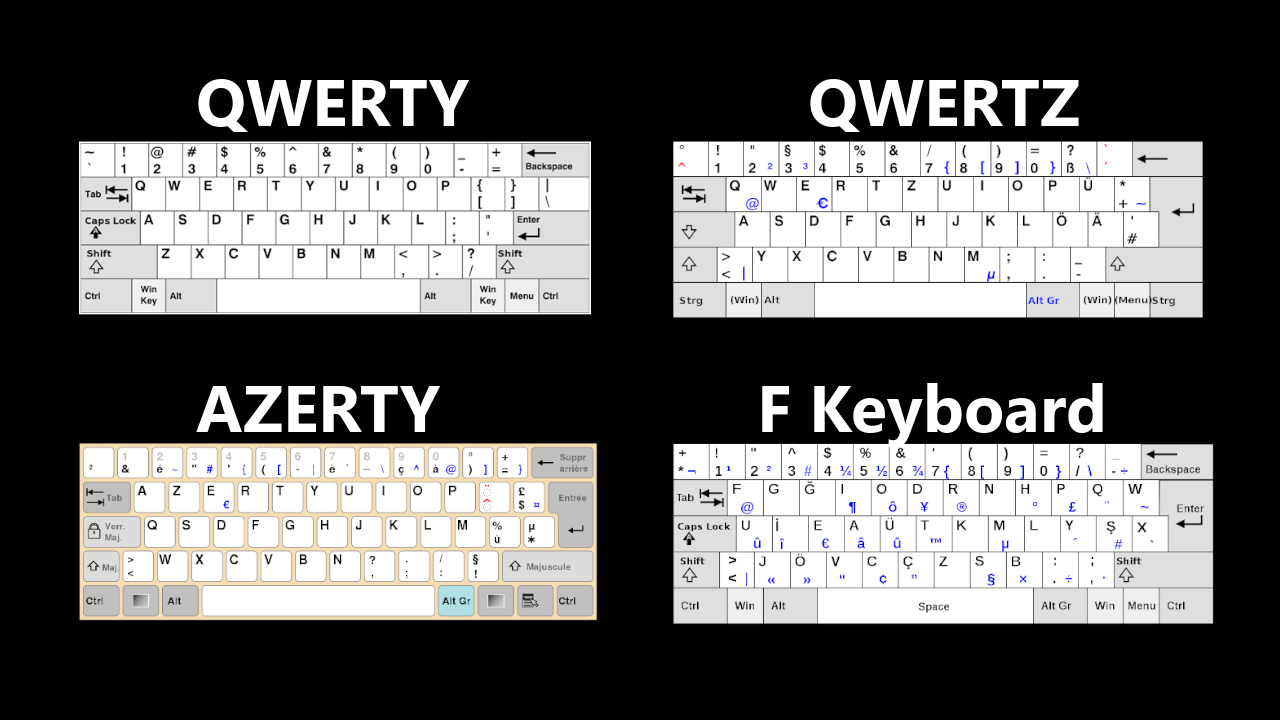 QWERTY
~ ! @ # $ % ^ & * ( ) _ +
` 1 2 3 4 5 6 7 8 9 0 - = Backspace
Tab Q W E R T Y U I O P { } |
[ ] \
Caps Lock A S D F G H J K L : " Enter
; '
Shift Z X C V B N M < > ? Shift
, . /
Ctrl Win Key Alt Alt Win Key Menu Ctrl
QWERTZ
° ! " § $ % & / ( ) = ? `
^ 1 2 ² 3 ³ 4 5 6 7 { 8 [ 9 ] 0 } ß \ ´
Q W E R T Z U I O P Ü *
@ € + ~
A S D F G H J K L Ö Ä '
#
> Y X C V B N M ; : _
< | µ , . -
Strg (Win) Alt Alt Gr (Win) (Menu) Strg
AZERTY
1 2 3 4 5 6 7 8 9 0 ° + Suppr
² & é ~ " # ' { ( [ - | è ` _ \ ç ^ à @ ) ] = } arrière
Tab A Z E R T Y U I O P ¨ £ Entrée
€ ^ $ ¤
Verr. Maj. Q S D F G H J K L M % µ
ù *
Maj. > W X C V B N ? . / § Majuscule
< , ; : !
Ctrl Alt Alt Gr Ctrl
F Keyboard
+ ! " ^ $ % & ' ( ) = ? _
* ¬ 1 ¹ 2 ² 3 # 4 ¼ 5 ½ 6 ¾ 7 { 8 [ 9 ] 0 } / \ - ÷ Backspace
Tab F G Ğ I O D R N H P Q W Enter
@ ¶ ô ¥ ® ° £ ¨ ~
Caps Lock U İ E A Ü T K M L Y Ş X
û î € â û ™ µ ´ # `
Shift > J Ö V C Ç Z S B : ; Shift
< | « » “ ¢ ” § × . ÷ , ·
Ctrl Win Alt Space Alt Gr Win Menu Ctrl